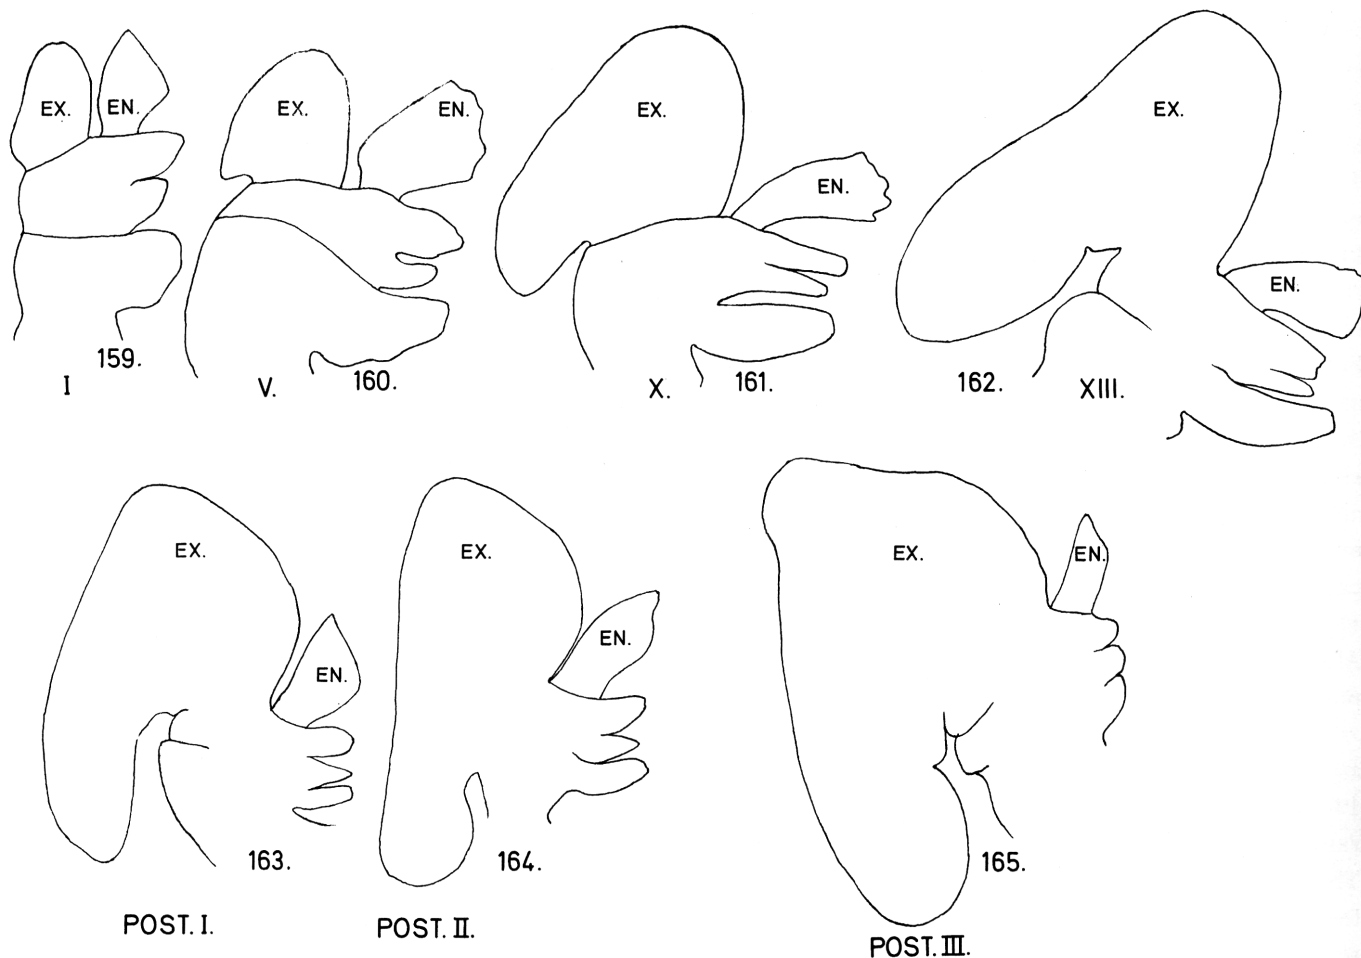 EX. EN.
159.
I
EX. EN.
160.
V.
EX. EN.
161.
X.
EX. EN.
162.
XIII.
EX. EN.
163.
POST. I.
EX. EN.
164.
POST. II.
EX. EN.
165.
POST. III.